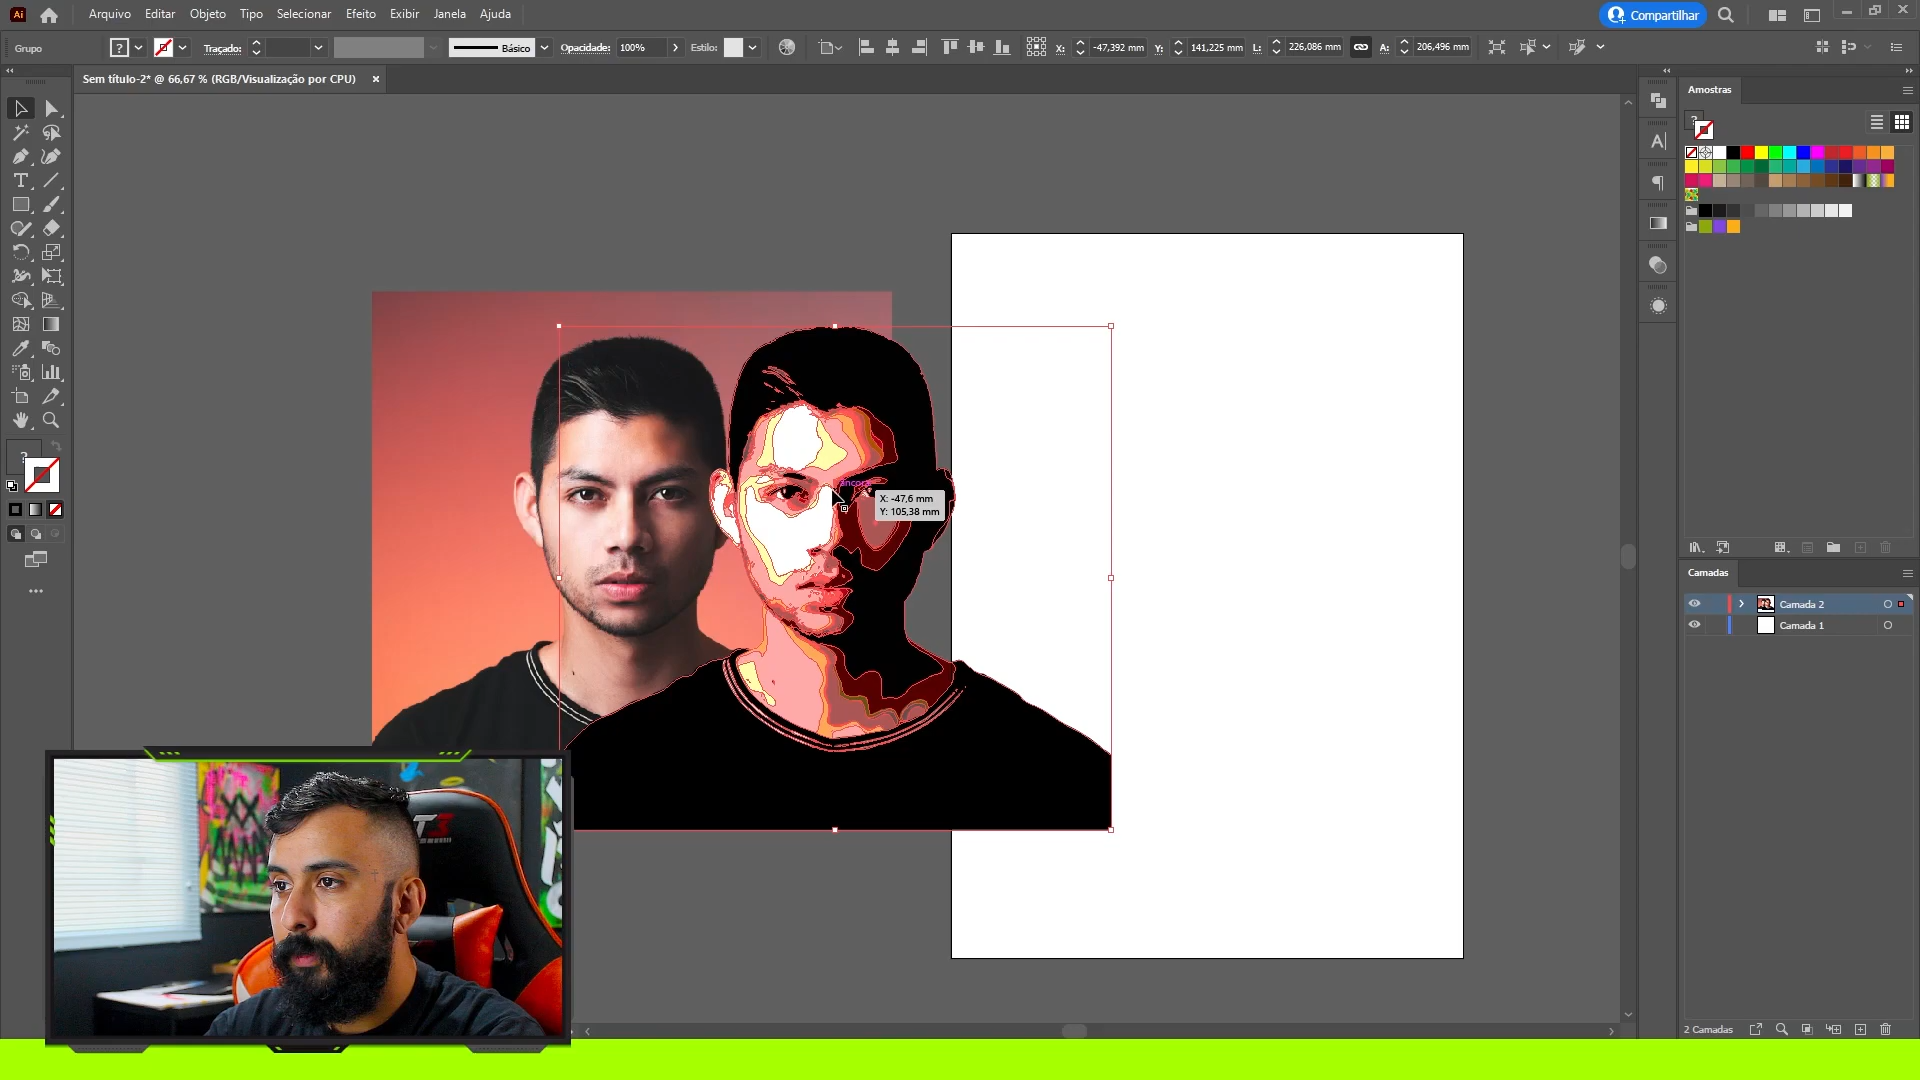 Ai Arquivo Editar Objeto Tipo Selecionar Efeito Exibir Janela Ajuda Compartilhar
Grupo ? Traçado: Básico Opacidade: 100% Estilo: X: -47,392 mm Y: 141,225 mm L: 226,086 mm A: 206,496 mm
Sem título-2* @ 66,67 % (RGB/Visualização por CPU) ×
Amostras
?
âncora
X: -47,6 mm
Y: 105,38 mm
Camadas
Camada 2
Camada 1
T3
2 Camadas